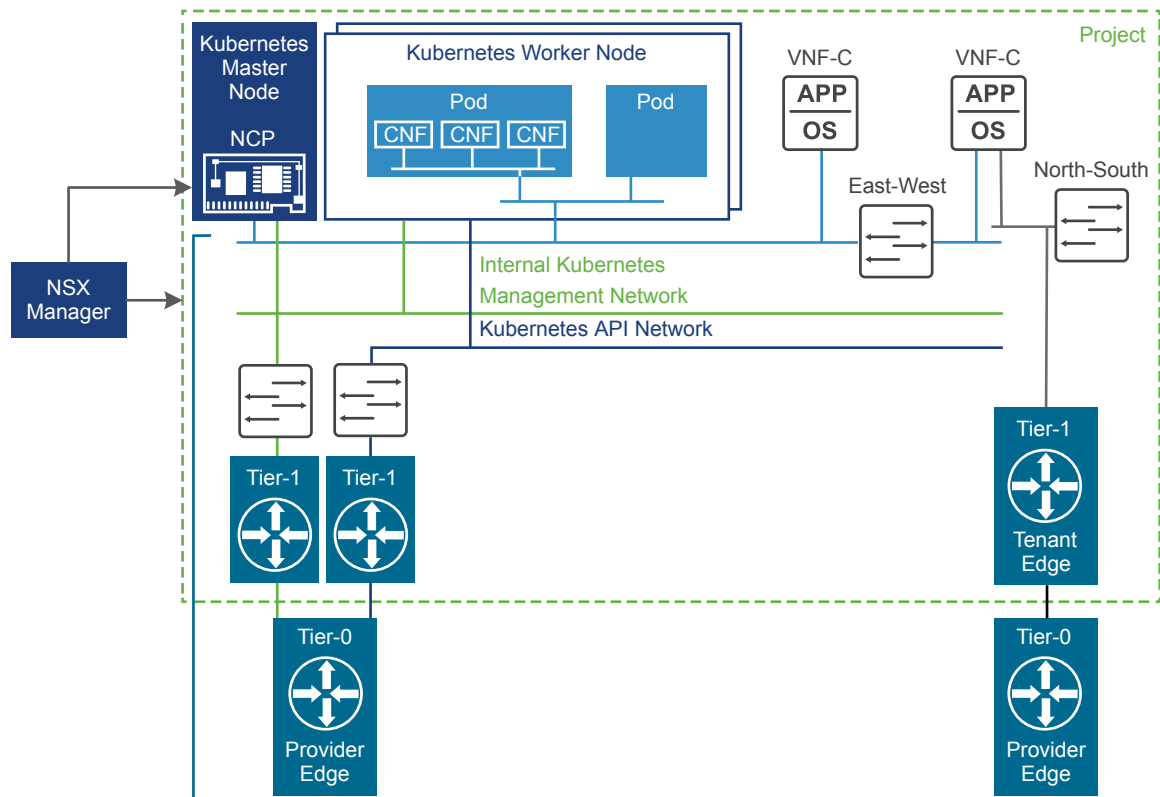 Project
Kubernetes
Master
Node
NCP
Kubernetes Worker Node
Pod
CNF
CNF
CNF
Pod
VNF-C
APP
OS
VNF-C
APP
OS
East-West
North-South
NSX
Manager
Internal Kubernetes
Management Network
Kubernetes API Network
Tier-1
Tier-1
Tier-1
Tenant
Edge
Tier-0
Provider
Edge
Tier-0
Provider
Edge